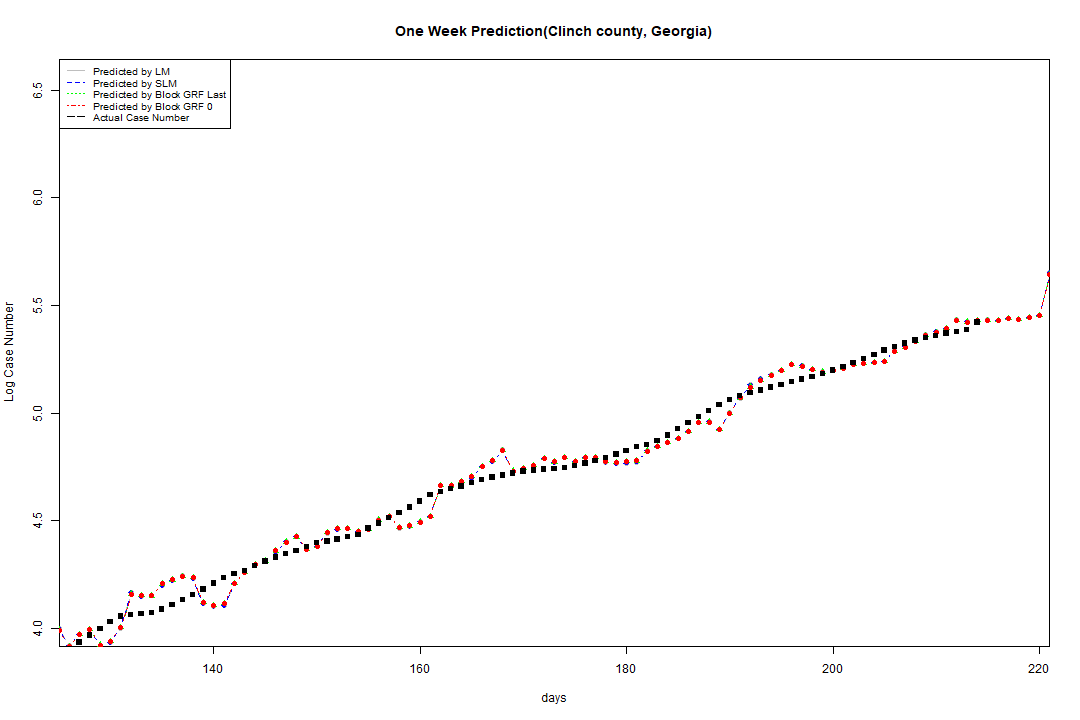 One Week Prediction(Clinch county, Georgia)
Predicted by LM
Predicted by SLM
Predicted by Block GRF Last
Predicted by Block GRF 0
Actual Case Number
6.5
6.0
5.5
5.0
4.5
4.0
Log Case Number
140 160 180 200 220
days